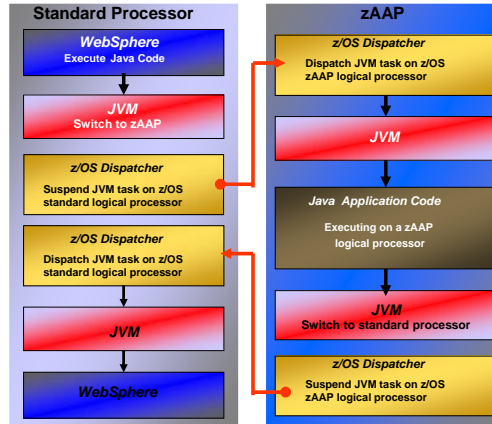 Standard Processor
WebSphere
Execute Java Code
JVM
Switch to zAAP
z/OS Dispatcher
Suspend JVM task on z/OS
standard logical processor
z/OS Dispatcher
Dispatch JVM task on z/OS
standard logical processor
JVM
WebSphere
zAAP
z/OS Dispatcher
Dispatch JVM task on z/OS
zAAP logical processor
JVM
Java Application Code
Executing on a zAAP
logical processor
JVM
Switch to standard processor
z/OS Dispatcher
Suspend JVM task on z/OS
zAAP logical processor